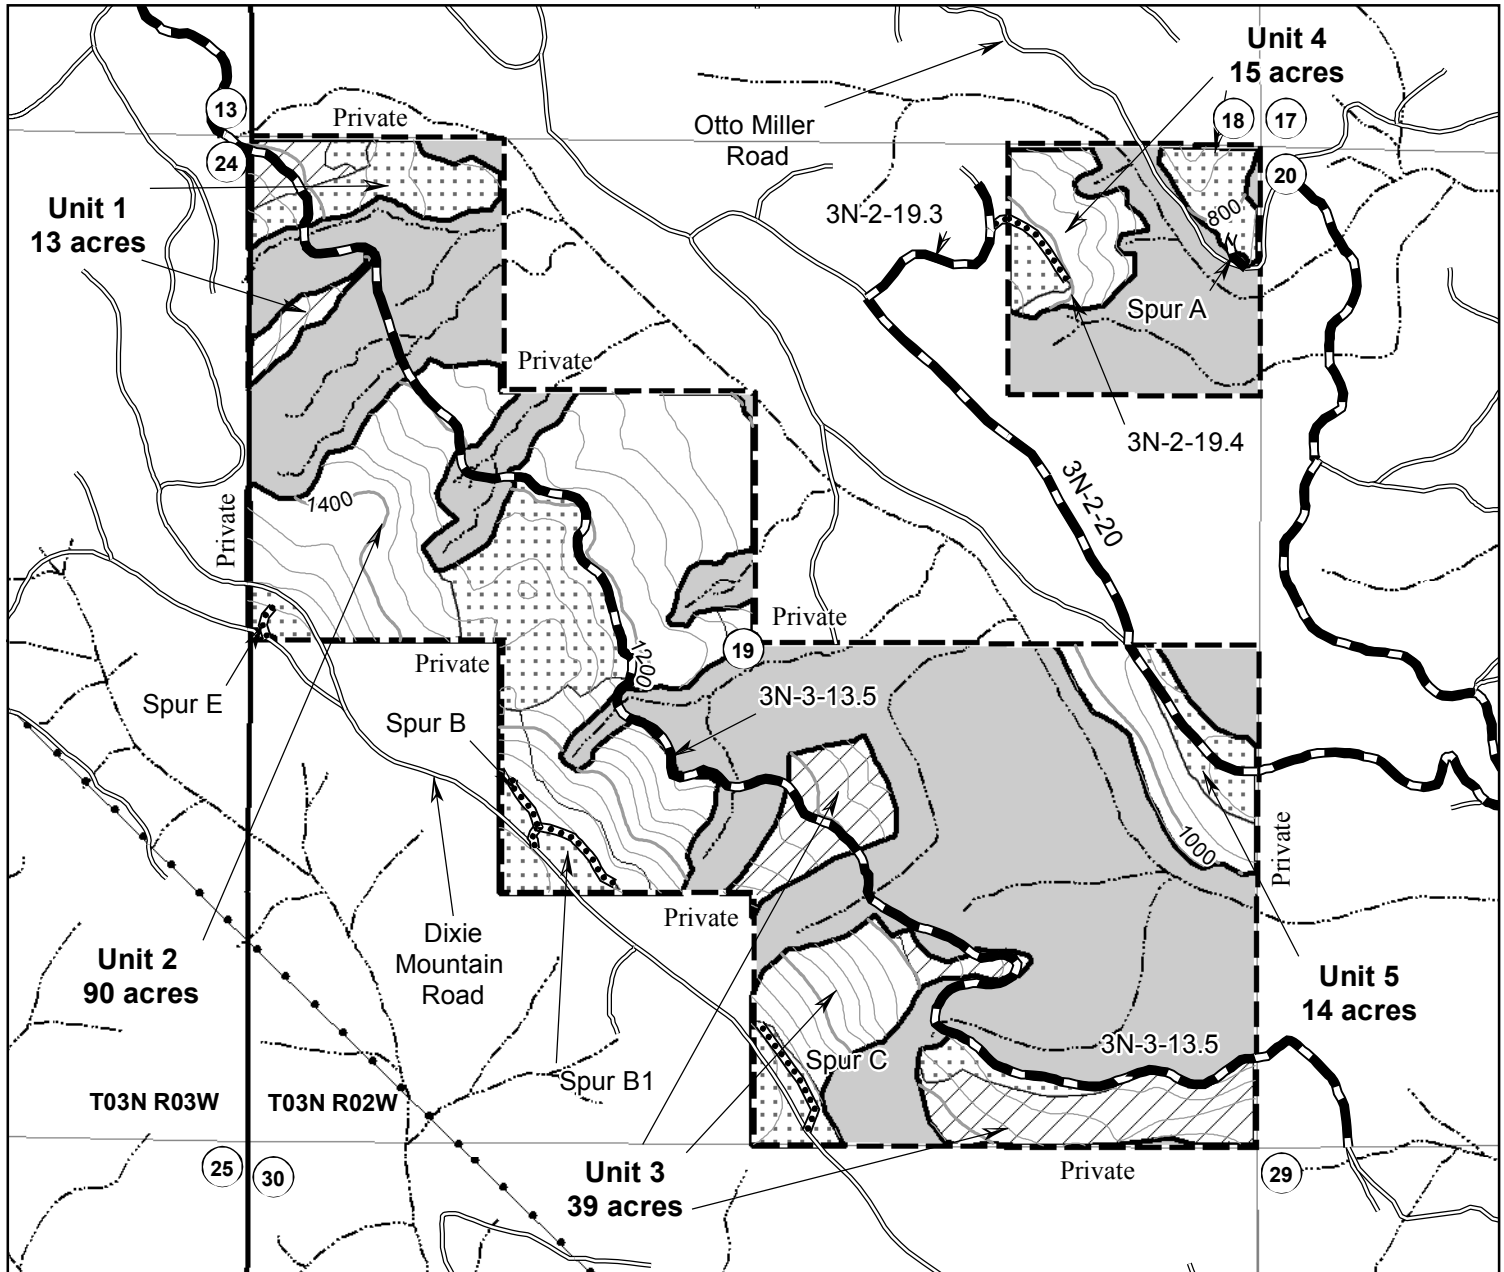 Unit 4
15 acres
13
Private
Otto Miller
Road
18
17
24
20
Unit 1
13 acres
3N-2-19.3
800
Spur A
Private
3N-2-19.4
1400
3N-2-20
Private
Private
19
Private
1200
Spur E
Spur B
3N-3-13.5
1000
Private
Private
Dixie
Mountain
Road
Unit 2
90 acres
Unit 5
14 acres
3N-3-13.5
Spur C
Spur B1
T03N R03W
T03N R02W
25
30
Unit 3
39 acres
Private
29